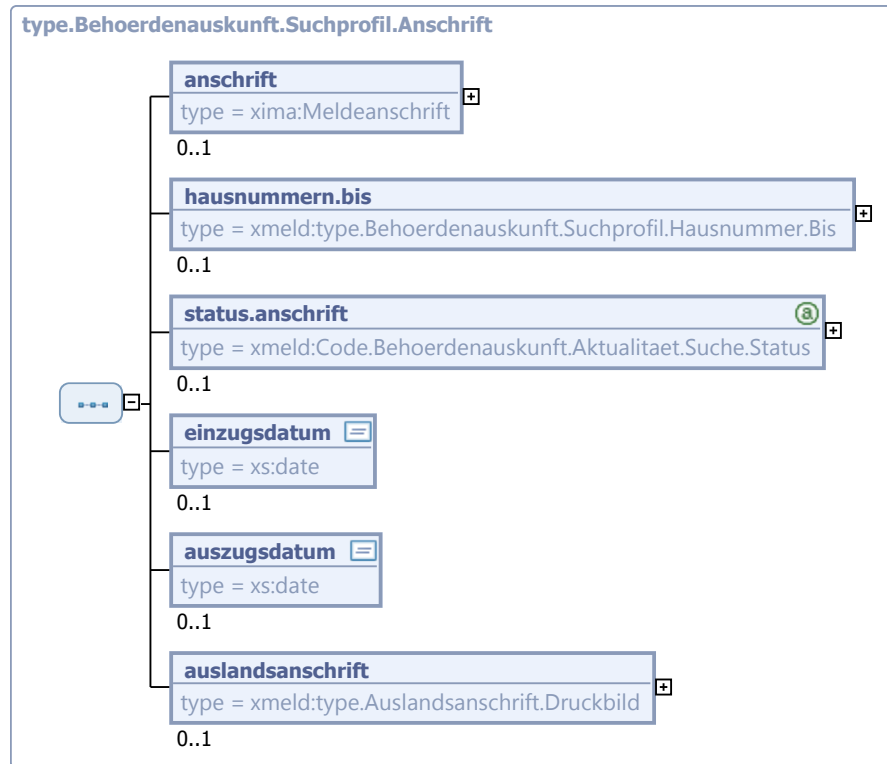 type.Behoerdenauskunft.Suchprofil.Anschrift
anschrift
type = xima:Meldeanschrift
0..1
hausnummern.bis
type = xmeld:type.Behoerdenauskunft.Suchprofil.Hausnummer.Bis
0..1
status.anschrift
type = xmeld:Code.Behoerdenauskunft.Aktualitaet.Suche.Status
0..1
einzugsdatum
type = xs:date
0..1
auszugsdatum
type = xs:date
0..1
auslandsanschrift
type = xmeld:type.Auslandsanschrift.Druckbild
0..1